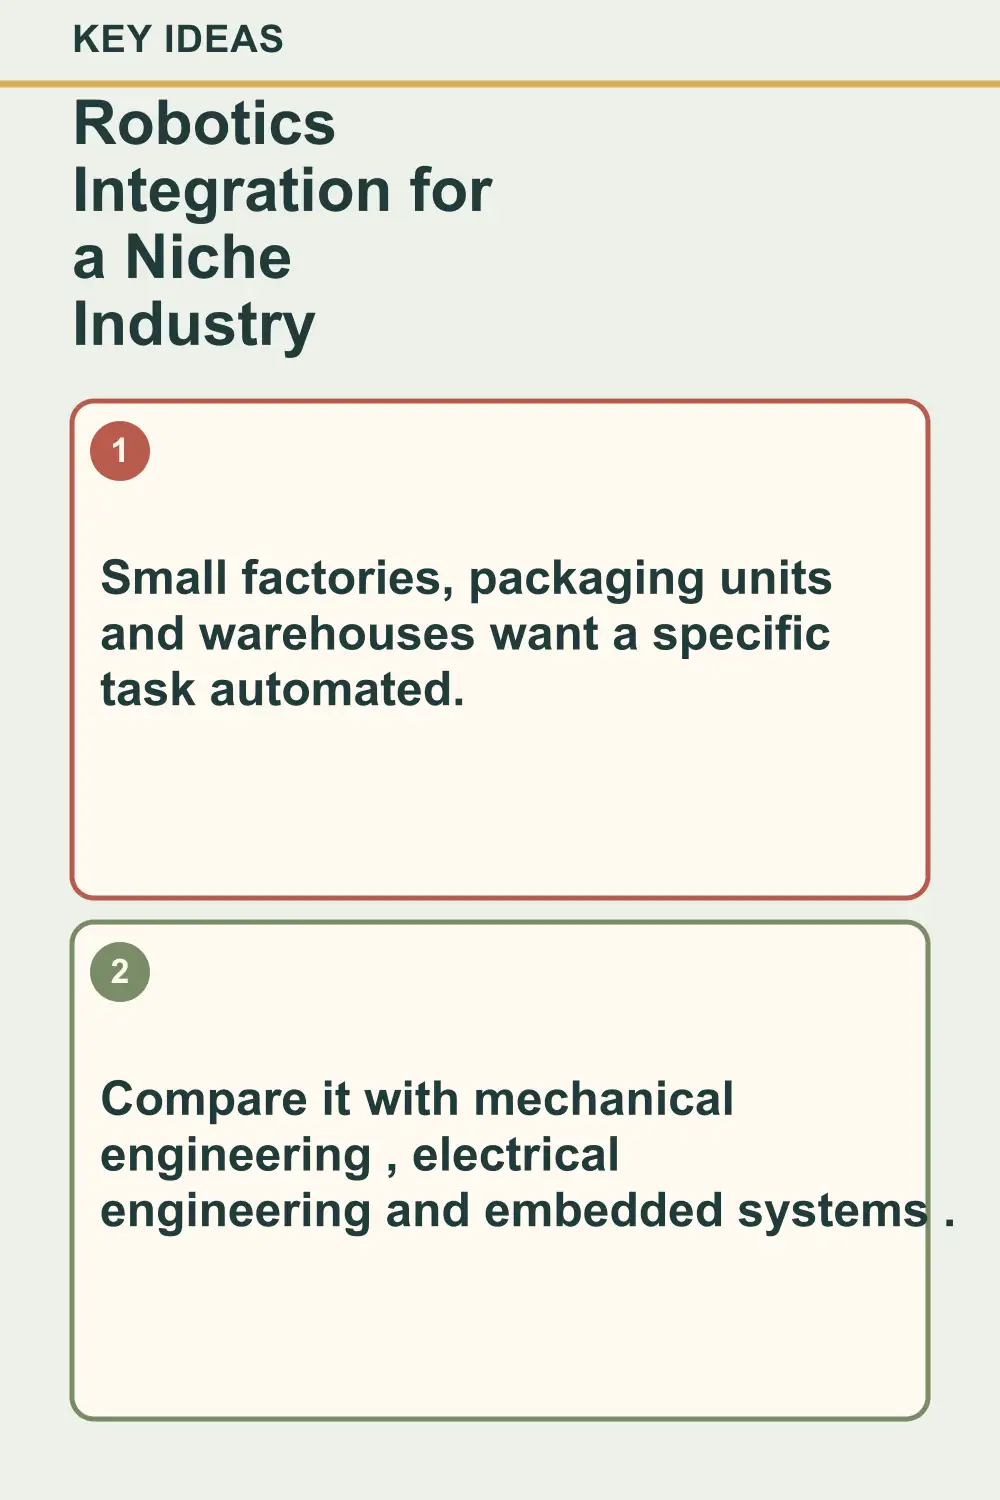 KEY IDEAS
Robotics
Integration for
a Niche
Industry
1
Small factories, packaging units
and warehouses want a specific
task automated.
2
Compare it with mechanical
engineering , electrical
engineering and embedded systems .